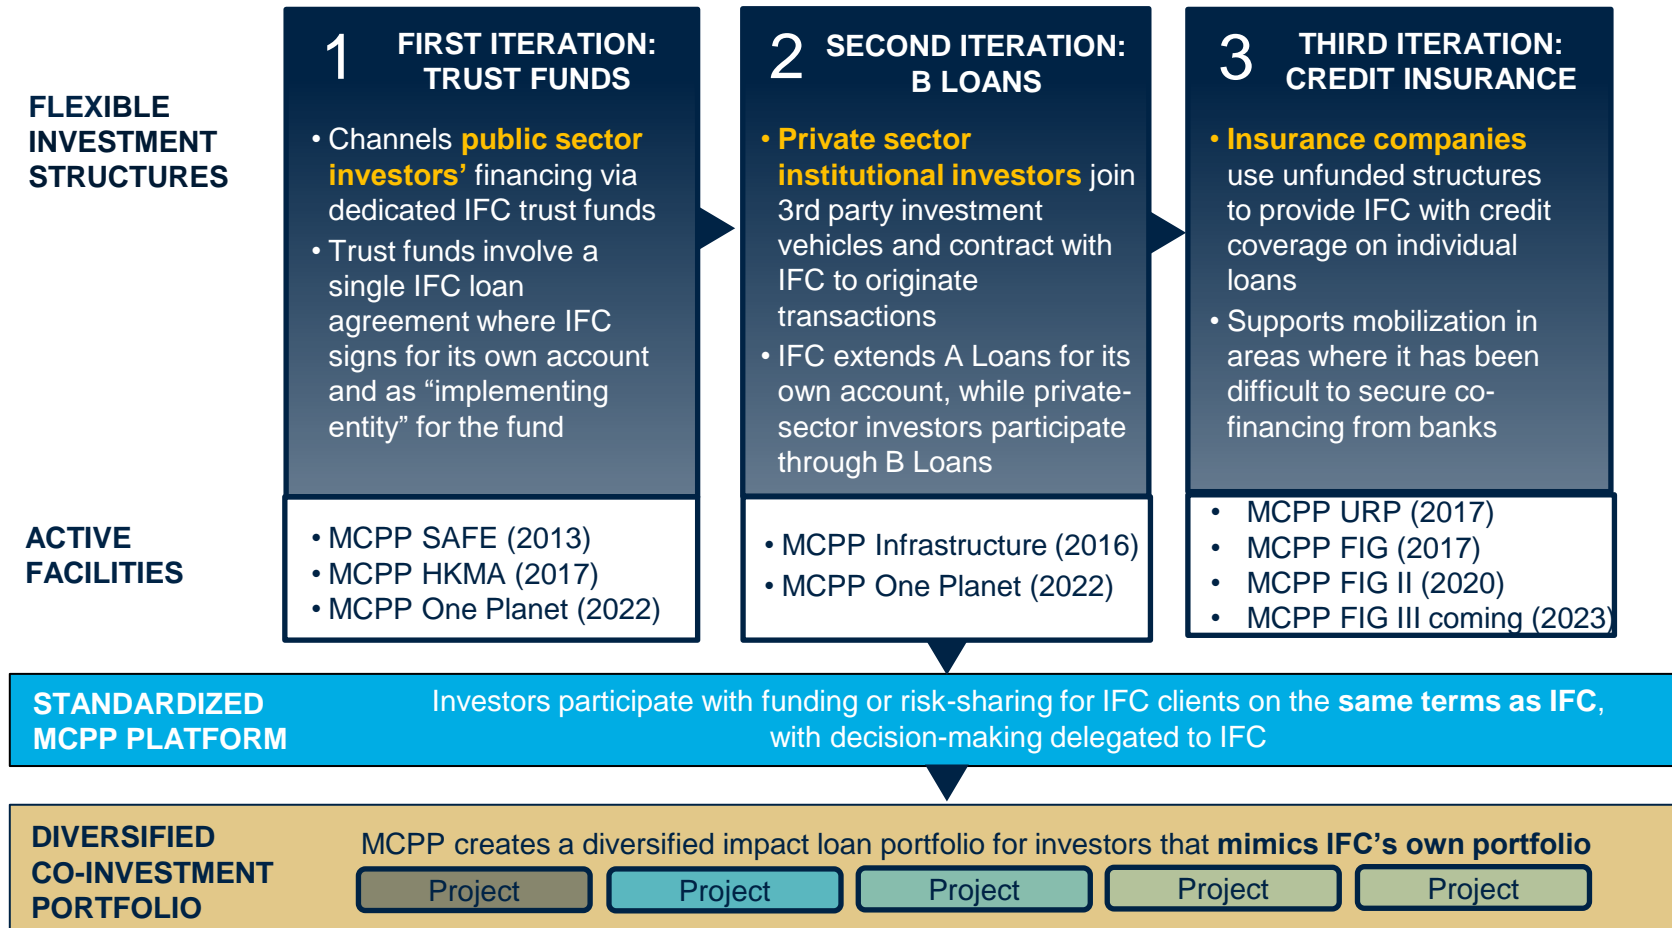 FLEXIBLE
INVESTMENT
STRUCTURES
1
FIRST ITERATION:
TRUST FUNDS
• Channels public sector
investors’ financing via
dedicated IFC trust funds
• Trust funds involve a
single IFC loan
agreement where IFC
signs for its own account
and as “implementing
entity” for the fund
2
SECOND ITERATION:
B LOANS
• Private sector
institutional investors join
3rd party investment
vehicles and contract with
IFC to originate
transactions
• IFC extends A Loans for its
own account, while private-
sector investors participate
through B Loans
3
THIRD ITERATION:
CREDIT INSURANCE
• Insurance companies
use unfunded structures
to provide IFC with credit
coverage on individual
loans
• Supports mobilization in
areas where it has been
difficult to secure co-
financing from banks
ACTIVE
FACILITIES
• MCPP SAFE (2013)
• MCPP HKMA (2017)
• MCPP One Planet (2022)
• MCPP Infrastructure (2016)
• MCPP One Planet (2022)
• MCPP URP (2017)
• MCPP FIG (2017)
• MCPP FIG II (2020)
• MCPP FIG III coming (2023)
STANDARDIZED
MCPP PLATFORM
Investors participate with funding or risk-sharing for IFC clients on the same terms as IFC,
with decision-making delegated to IFC
DIVERSIFIED
CO-INVESTMENT
PORTFOLIO
MCPP creates a diversified impact loan portfolio for investors that mimics IFC’s own portfolio
Project
Project
Project
Project
Project